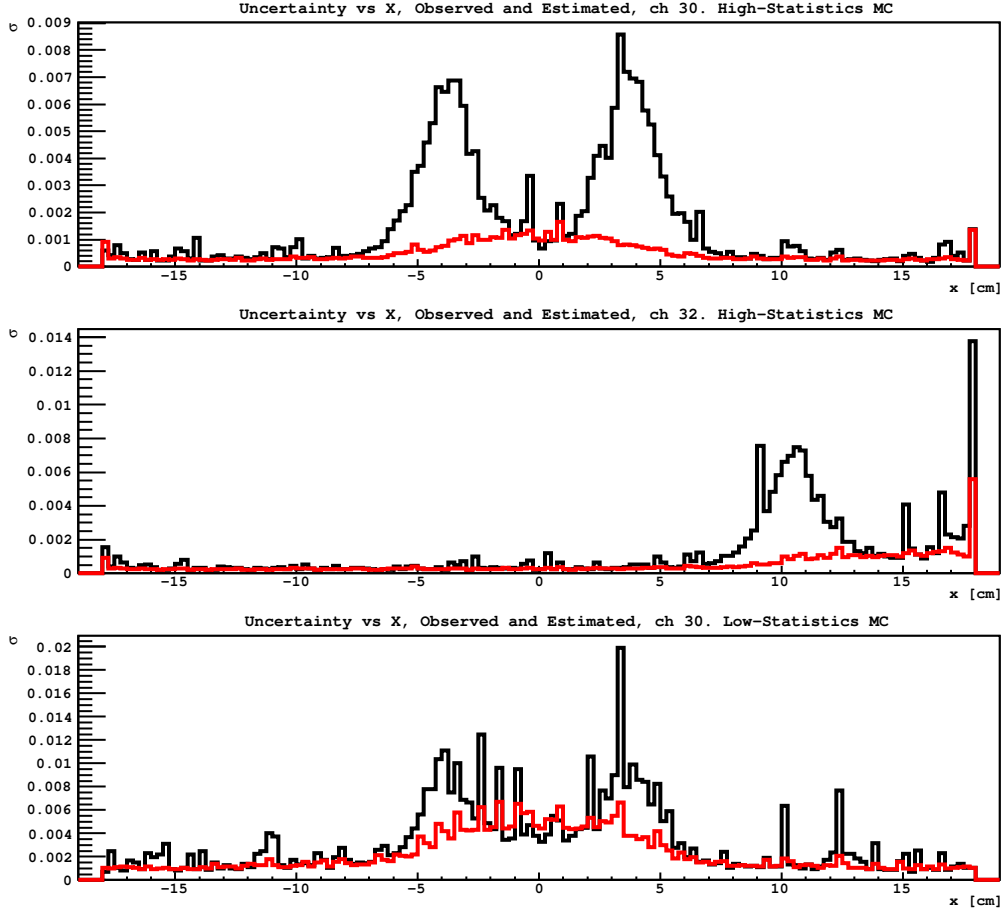 Uncertainty vs X, Observed and Estimated, ch 30. High−Statistics MC
σ
0.009
0.008
0.007
0.006
0.005
0.004
0.003
0.002
0.001
0
−15 −10 −5 0 5 10 15
x [cm]
Uncertainty vs X, Observed and Estimated, ch 32. High−Statistics MC
σ
0.014
0.012
0.01
0.008
0.006
0.004
0.002
0
−15 −10 −5 0 5 10 15
x [cm]
Uncertainty vs X, Observed and Estimated, ch 30. Low−Statistics MC
σ
0.02
0.018
0.016
0.014
0.012
0.01
0.008
0.006
0.004
0.002
0
−15 −10 −5 0 5 10 15
x [cm]